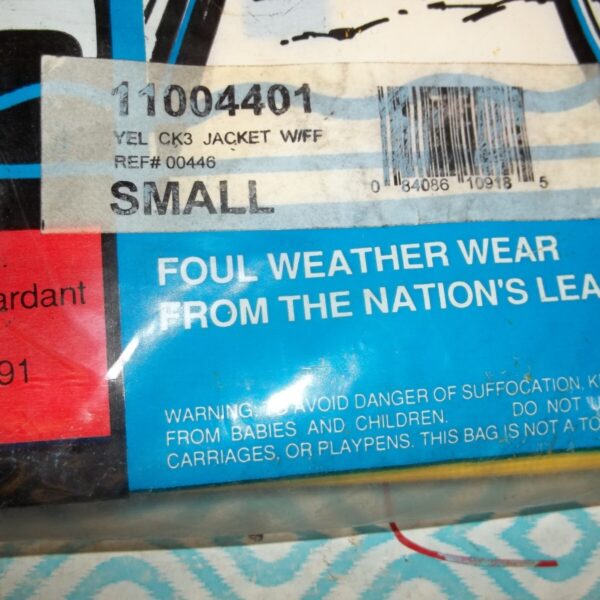 11004401
YEL CK3 JACKET W/FF
REF# 00446
SMALL
0 84086 10918 5
FOUL WEATHER WEAR
FROM THE NATION'S LEA
ardant
91
WARNING: TO AVOID DANGER OF SUFFOCATION, K
FROM BABIES AND CHILDREN. DO NOT U
CARRIAGES, OR PLAYPENS. THIS BAG IS NOT A TO